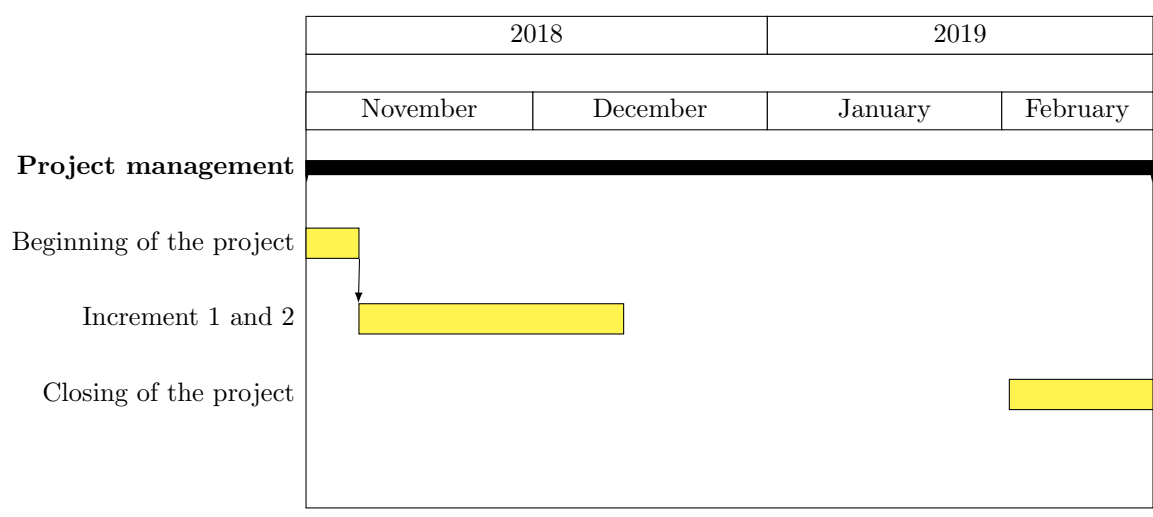 2018 2019
November December January February
Project management
Beginning of the project
Increment 1 and 2
Closing of the project